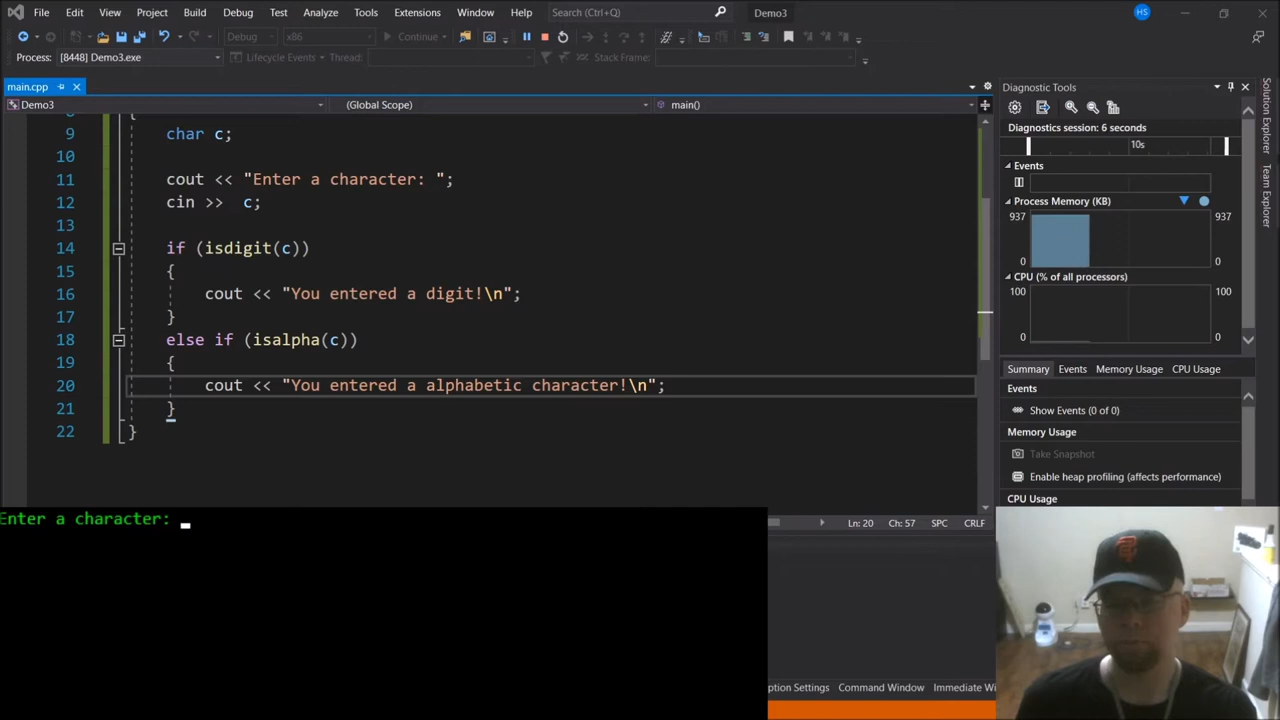 File Edit View Project Build Debug Test Analyze Tools Extensions Window Help Search (Ctrl+Q) Demo3 HS
Debug x86 Continue
Process: [8448] Demo3.exe Lifecycle Events Thread: Stack Frame:
main.cpp
Demo3 (Global Scope) main()
9 char c;
10
11 cout << "Enter a character: ";
12 cin >>  c;
13
14 if (isdigit(c))
15 {
16 cout << "You entered a digit!\n";
17 }
18 else if (isalpha(c))
19 {
20 cout << "You entered a alphabetic character!\n";
21 }
22 }
Ln: 20 Ch: 57 SPC CRLF
Enter a character:
Diagnostic Tools
Diagnostics session: 6 seconds
10s
Events
Process Memory (KB)
937 937
0 0
CPU (% of all processors)
100 100
0 0
Summary Events Memory Usage CPU Usage
Events
Show Events (0 of 0)
Memory Usage
Take Snapshot
Enable heap profiling (affects performance)
CPU Usage
Solution Explorer
Team Explorer
ption Settings Command Window Immediate Wi